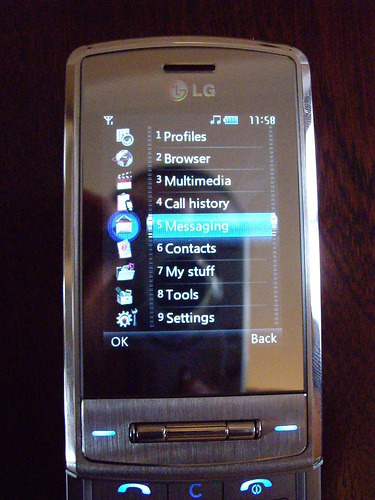 LG
11:58
1 Profiles
2 Browser
3 Multimedia
4 Call history
5 Messaging
6 Contacts
7 My stuff
8 Tools
9 Settings
OK Back
C